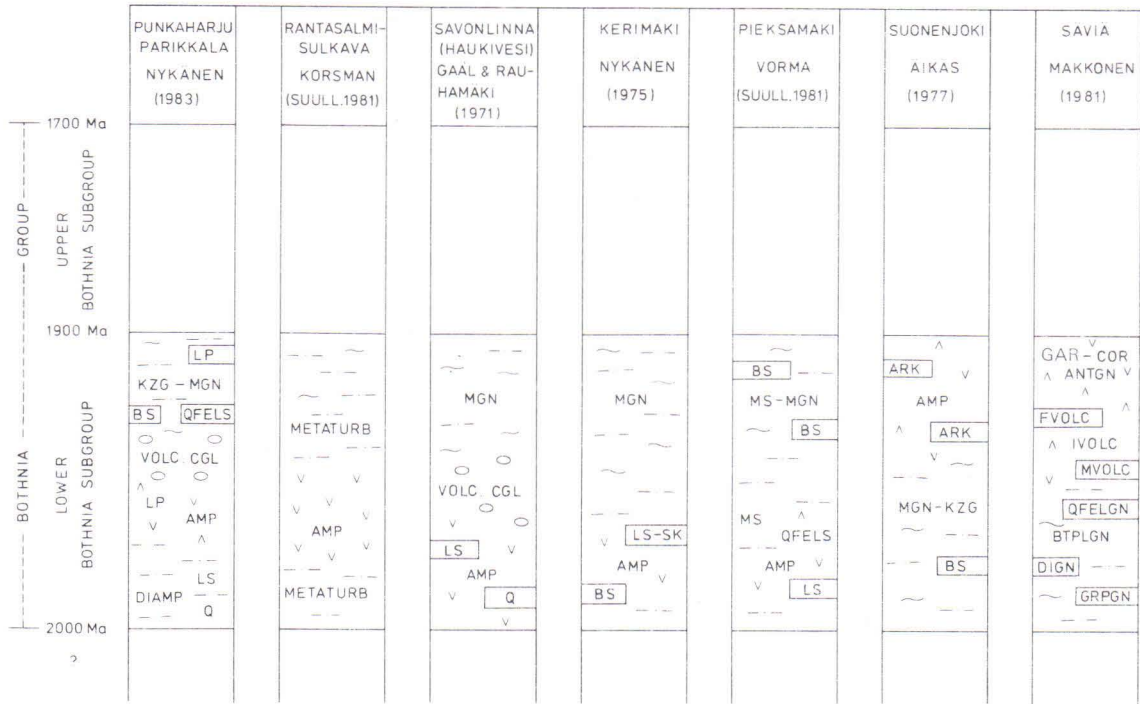 PUNKAHARJU
PARIKKALA
NYKÄNEN
(1983)
RANTASALMI-
SULKAVA
KORSMAN
(SUULL.1981)
SAVONLINNA
(HAUKIVESI)
GAÁL & RAU-
HAMÄKI
(1971)
KERIMÄKI
NYKÄNEN
(1975)
PIEKSÄMÄKI
VORMA
(SUULL.1981)
SUONENJOKI
ÄIKÄS
(1977)
SÄVIÄ
MAKKONEN
(1981)
1700 Ma
1900 Ma
2000 Ma
?
BOTHNIA GROUP
UPPER
BOTHNIA SUBGROUP
LOWER
BOTHNIA SUBGROUP
LP
KZG-MGN
BS QFELS
VOLC. CGL
LP
AMP
LS
DIAMP
Q
METATURB
AMP
METATURB
MGN
VOLC. CGL
LS
AMP
Q
MGN
LS-SK
AMP
BS
BS
MS-MGN
BS
MS
QFELS
AMP
LS
ARK
AMP
ARK
MGN-KZG
BS
GAR-COR
ANTGN
FVOLC
IVOLC
MVOLC
QFELGN
BTPLGN
DIGN
GRPGN